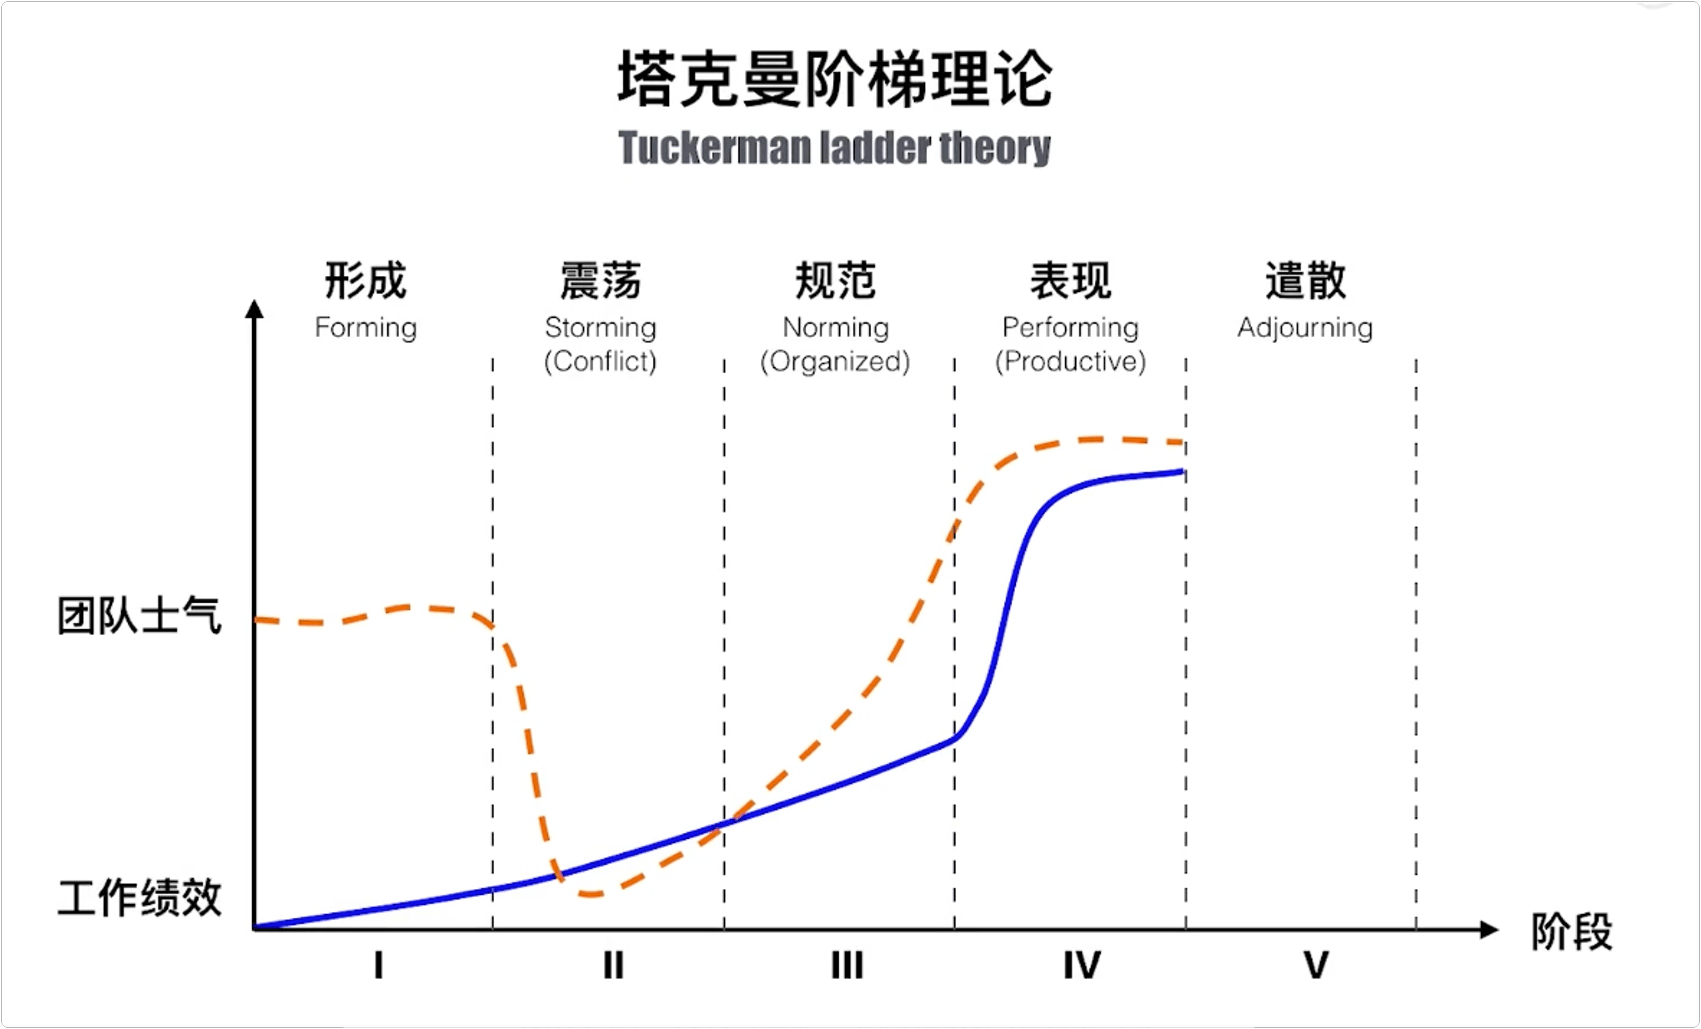 塔克曼阶梯理论
Tuckerman ladder theory
形成
Forming
震荡
Storming
(Conflict)
规范
Norming
(Organized)
表现
Performing
(Productive)
遣散
Adjourning
团队士气
工作绩效
阶段
I
II
III
IV
V